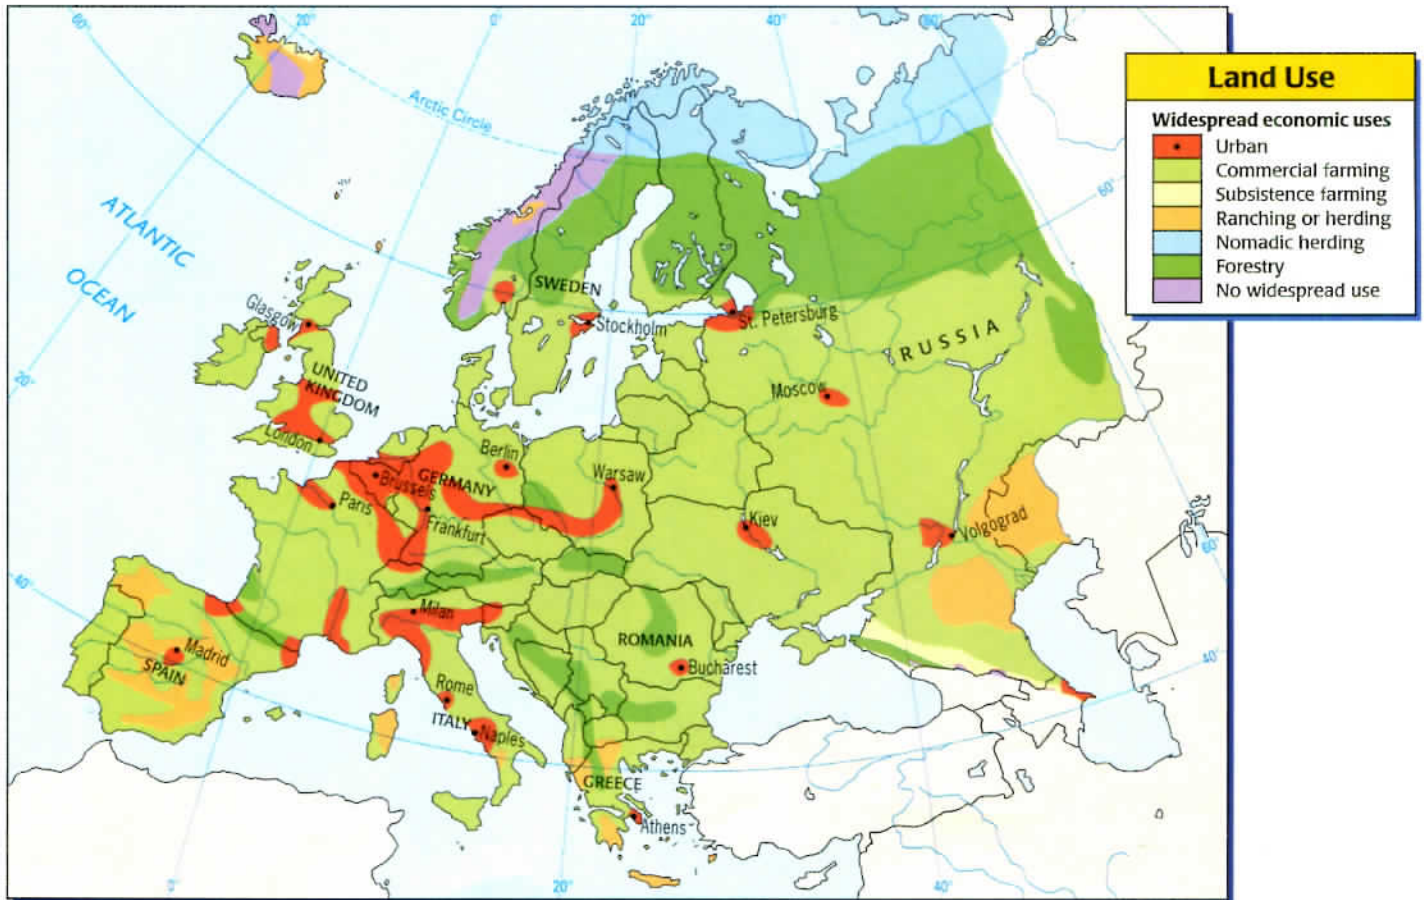 60°
20°
0°
20°
40°
60°
Land Use
Widespread economic uses
Urban
Commercial farming
Subsistence farming
Ranching or herding
Nomadic herding
Forestry
No widespread use
Arctic Circle
60°
ATLANTIC
OCEAN
SWEDEN
Glasgow
Stockholm
St. Petersburg
RUSSIA
20°
UNITED
KINGDOM
Moscow
London
Berlin
GERMANY
Brussels
Warsaw
Paris
Frankfurt
Kiev
Volgograd
60°
40°
Milan
ROMANIA
Madrid
SPAIN
Bucharest
40°
Rome
ITALY
Naples
GREECE
Athens
0°
20°
40°